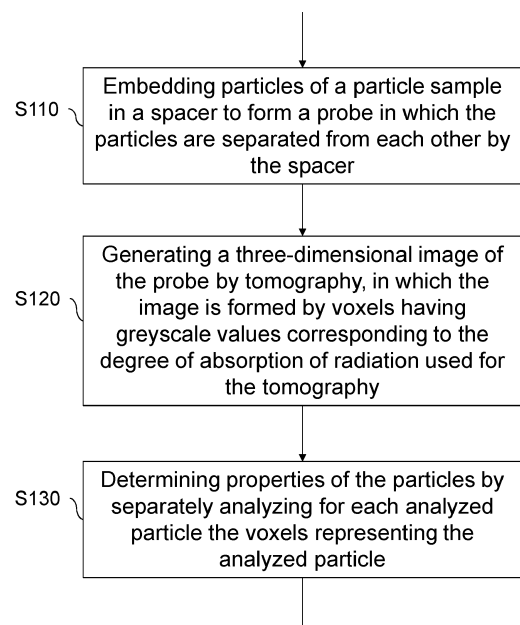 S110
Embedding particles of a particle sample
in a spacer to form a probe in which the
particles are separated from each other by
the spacer
S120
Generating a three-dimensional image of
the probe by tomography, in which the
image is formed by voxels having
greyscale values corresponding to the
degree of absorption of radiation used for
the tomography
S130
Determining properties of the particles by
separately analyzing for each analyzed
particle the voxels representing the
analyzed particle